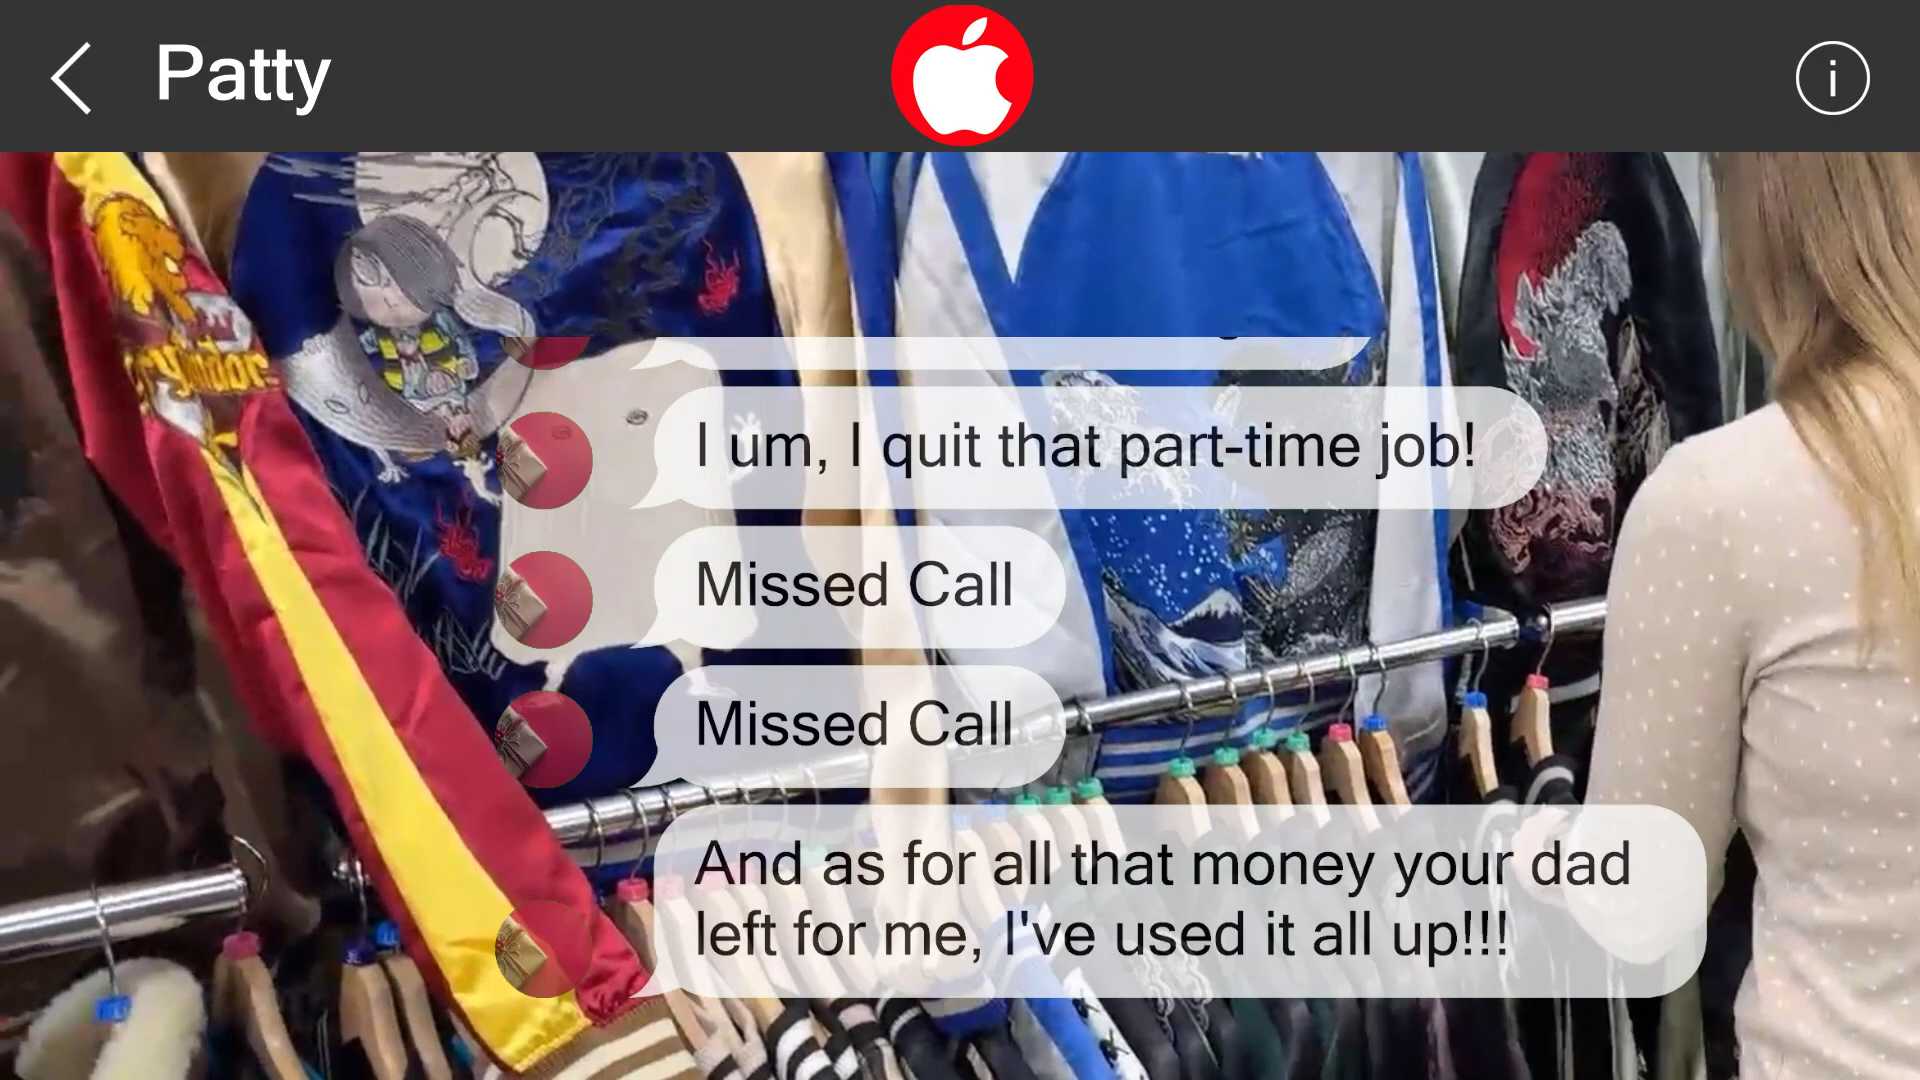 Patty
i
I um, I quit that part-time job!
Missed Call
Missed Call
And as for all that money your dad
left for me, I've used it all up!!!